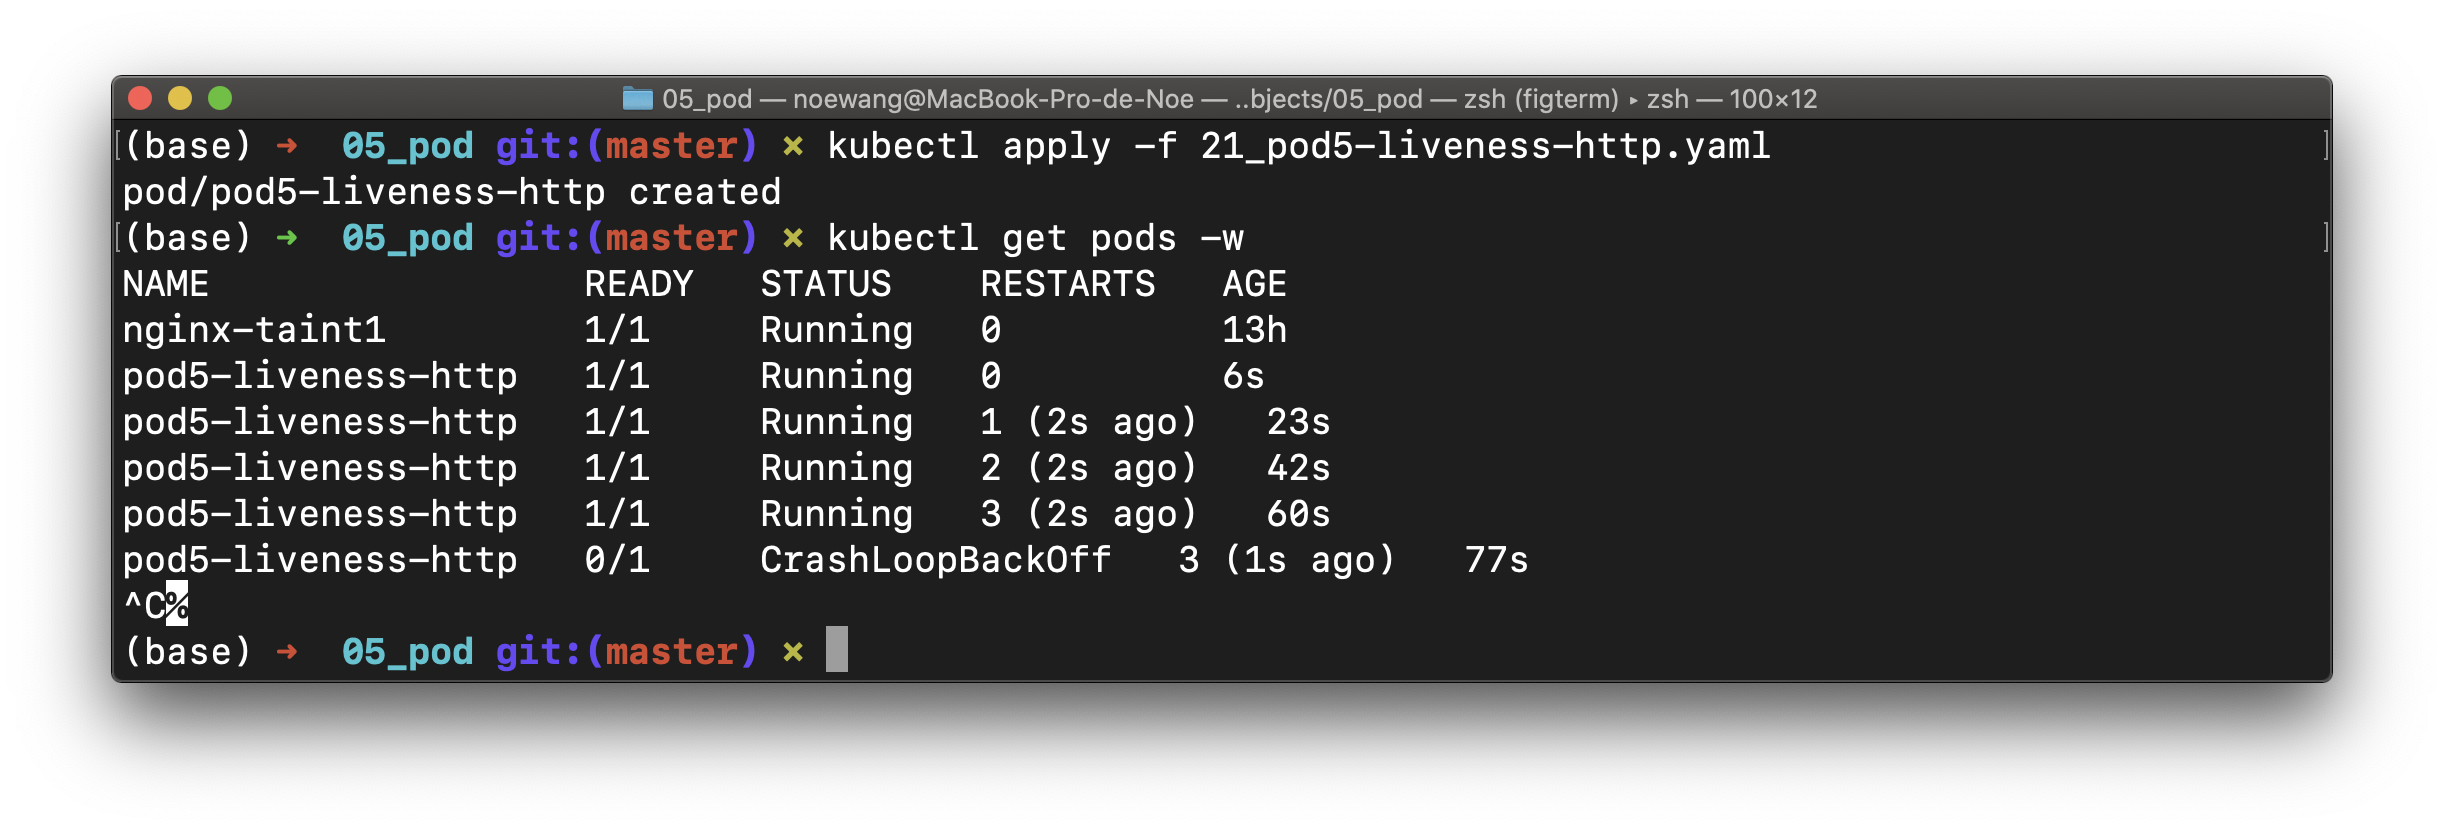 05_pod — noewang@MacBook-Pro-de-Noe — ..bjects/05_pod — zsh (figterm) ▸ zsh — 100×12
[(base) ➜  05_pod git:(master) ✗ kubectl apply -f 21_pod5-liveness-http.yaml ]
pod/pod5-liveness-http created
[(base) ➜  05_pod git:(master) ✗ kubectl get pods -w ]
NAME                 READY   STATUS    RESTARTS   AGE
nginx-taint1         1/1     Running   0          13h
pod5-liveness-http   1/1     Running   0          6s
pod5-liveness-http   1/1     Running   1 (2s ago)   23s
pod5-liveness-http   1/1     Running   2 (2s ago)   42s
pod5-liveness-http   1/1     Running   3 (2s ago)   60s
pod5-liveness-http   0/1     CrashLoopBackOff   3 (1s ago)   77s
^C%
(base) ➜  05_pod git:(master) ✗